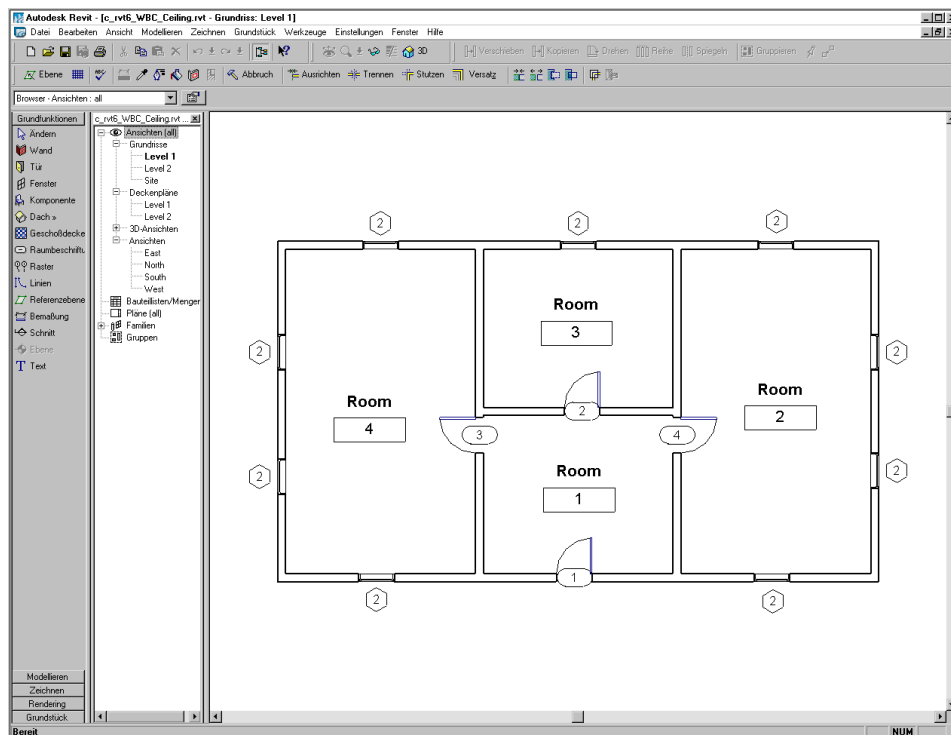 Autodesk Revit - [c_rvt6_WBC_Ceiling.rvt - Grundriss: Level 1]
Datei Bearbeiten Ansicht Modellieren Zeichnen Grundstück Werkzeuge Einstellungen Fenster Hilfe
3D Verschieben Kopieren Drehen Reihe Spiegeln Gruppieren
Ebene Abbruch Ausrichten Trennen Stutzen Versatz
Browser - Ansichten : all
Grundfunktionen
Ändern
Wand
Tür
Fenster
Komponente
Dach »
Geschoßdecke
Raumbeschriftu
Raster
Linien
Referenzebene
Bemaßung
Schnitt
Ebene
Text
Modellieren
Zeichnen
Rendering
Grundstück
c_rvt6_WBC_Ceiling.rvt ...
Ansichten (all)
Grundrisse
Level 1
Level 2
Site
Deckenpläne
Level 1
Level 2
3D-Ansichten
Ansichten
East
North
South
West
Bauteillisten/Menger
Pläne (all)
Familien
Gruppen
2 2 2
Room
3
2 2
Room
4
2
Room
2
3 4
Room
1
2 2
1
2 2
Bereit NUM